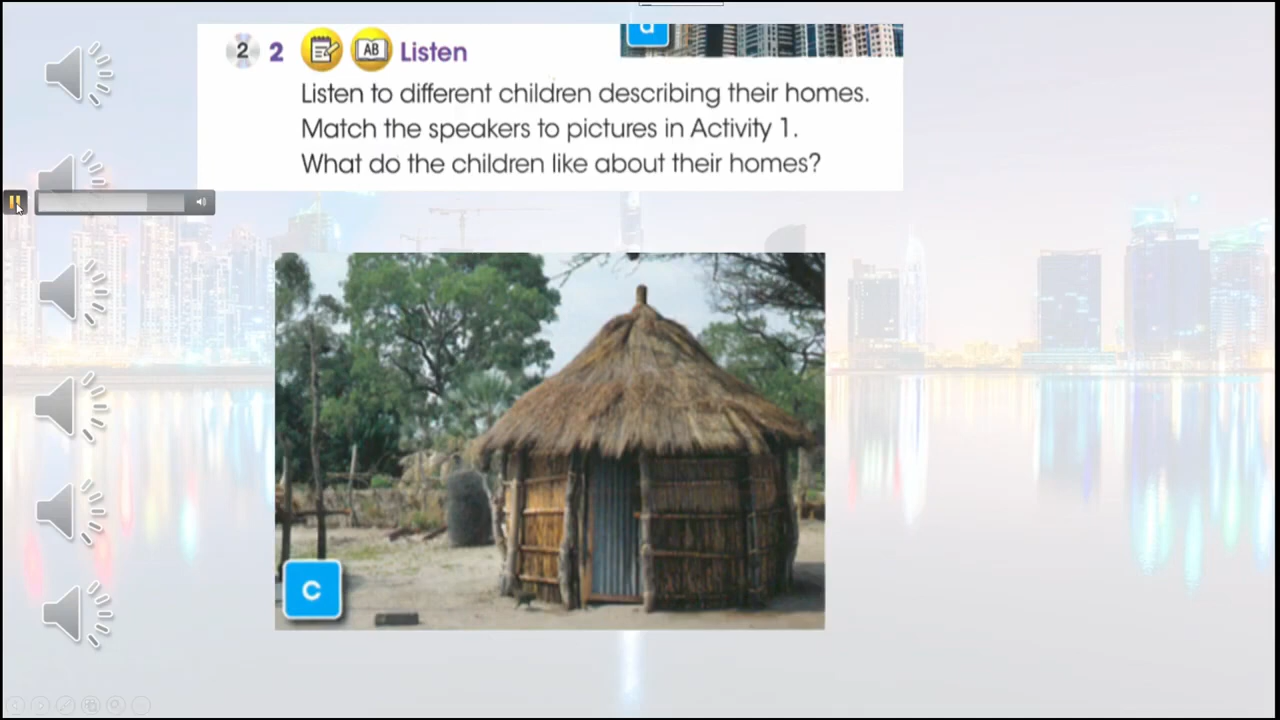 d
2 2 AB Listen
Listen to different children describing their homes.
Match the speakers to pictures in Activity 1.
What do the children like about their homes?
c